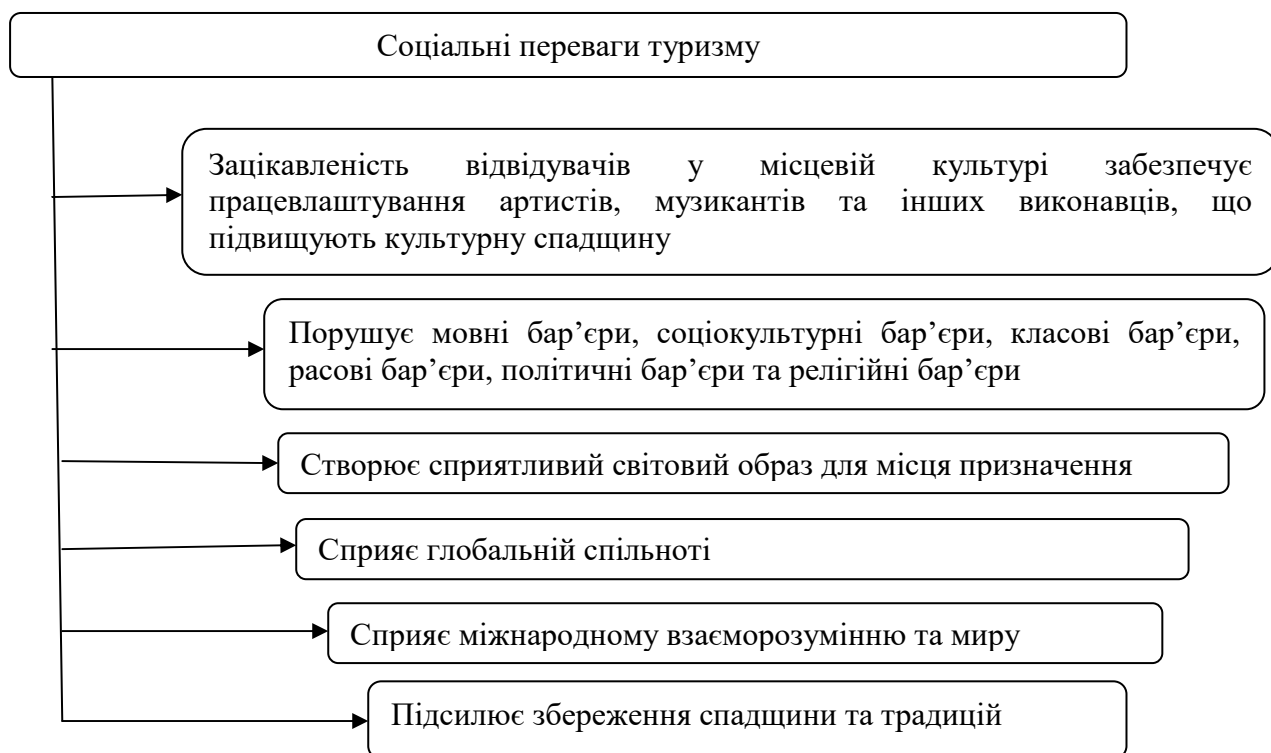 Соціальні переваги туризму
Зацікавленість відвідувачів у місцевій культурі забезпечує
працевлаштування артистів, музикантів та інших виконавців, що
підвищують культурну спадщину
Порушує мовні бар’єри, соціокультурні бар’єри, класові бар’єри,
расові бар’єри, політичні бар’єри та релігійні бар’єри
Створює сприятливий світовий образ для місця призначення
Сприяє глобальній спільноті
Сприяє міжнародному взаєморозумінню та миру
Підсилює збереження спадщини та традицій